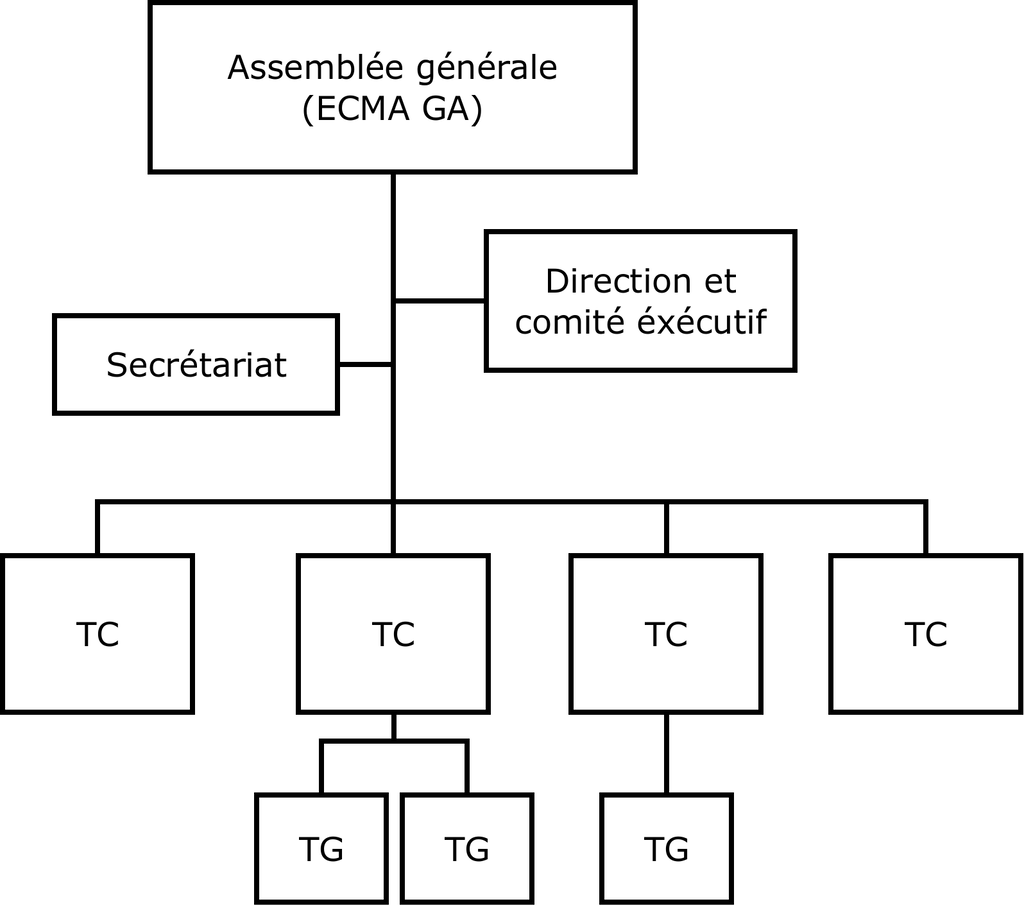 Assemblée générale
(ECMA GA)
Direction et
comité éxécutif
Secrétariat
TC
TC
TC
TC
TG
TG
TG